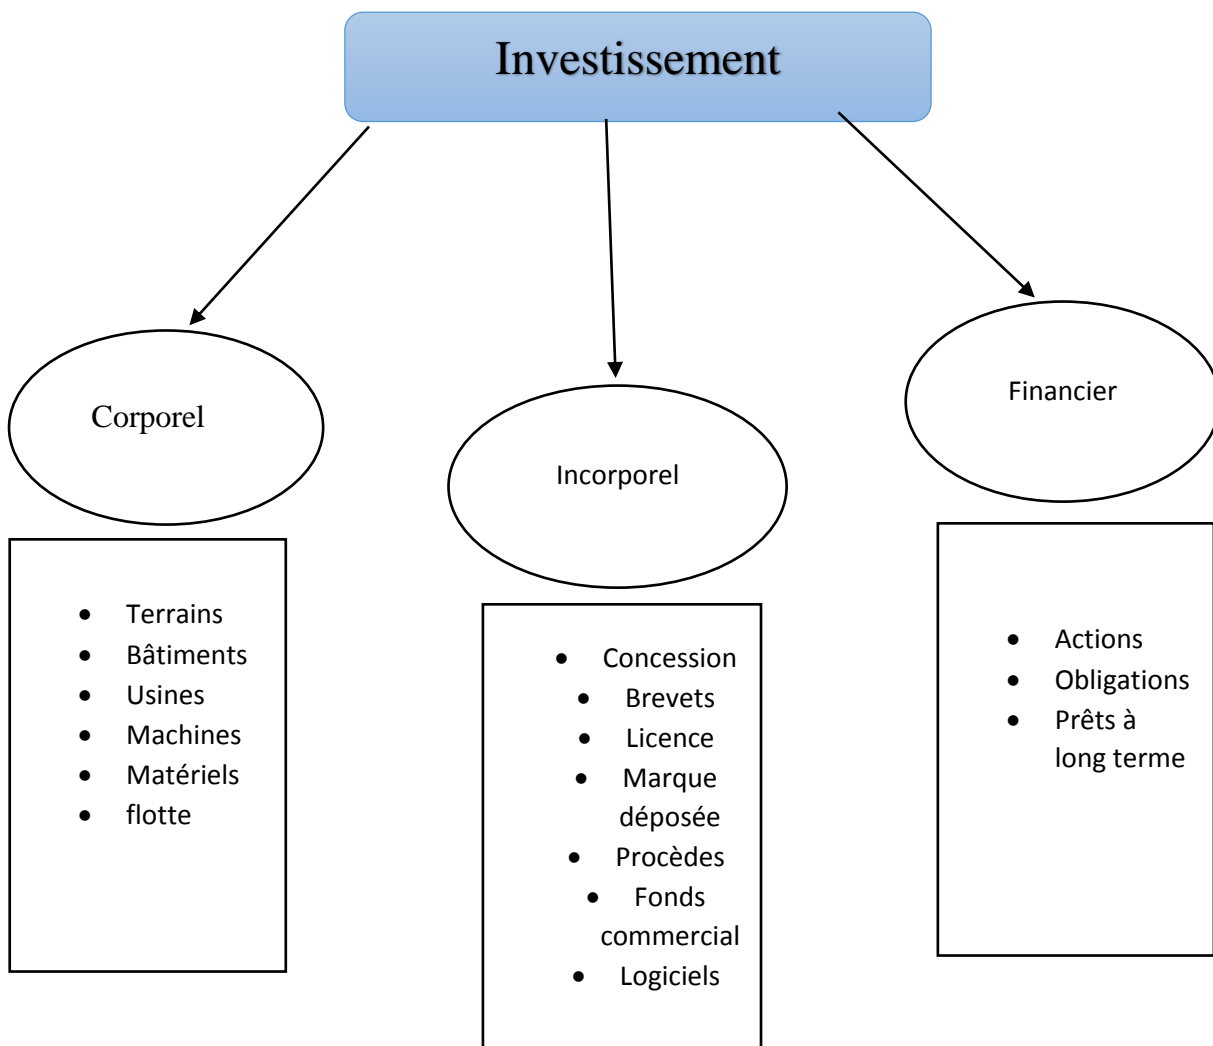 Investissement
Corporel
Incorporel
Financier
• Terrains
• Bâtiments
• Usines
• Machines
• Matériels
• flotte
• Concession
• Brevets
• Licence
• Marque
déposée
• Procèdes
• Fonds
commercial
• Logiciels
• Actions
• Obligations
• Prêts à
long terme